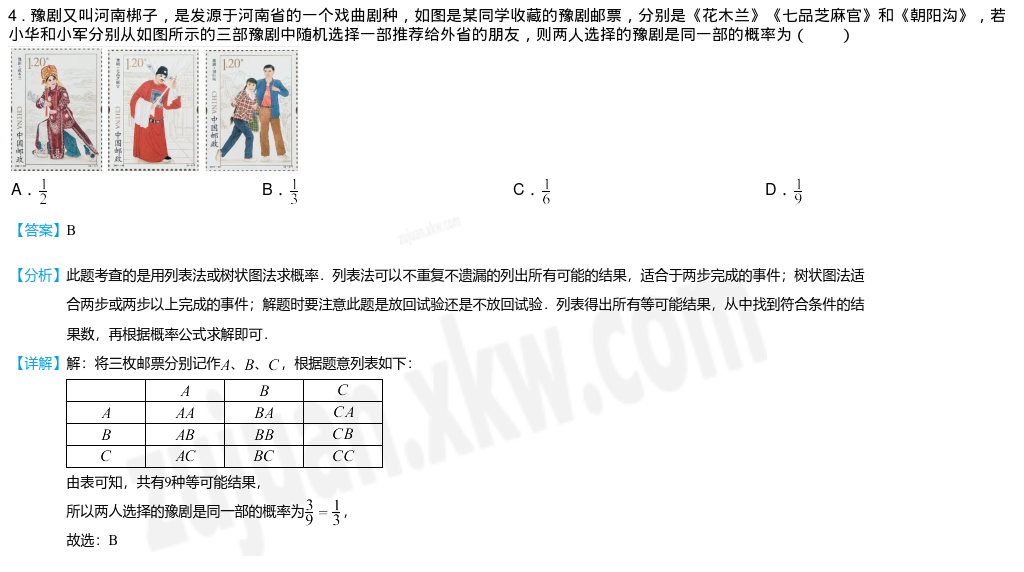 4．豫剧又叫河南梆子，是发源于河南省的一个戏曲剧种，如图是某同学收藏的豫剧邮票，分别是《花木兰》《七品芝麻官》和《朝阳沟》，若
小华和小军分别从如图所示的三部豫剧中随机选择一部推荐给外省的朋友，则两人选择的豫剧是同一部的概率为（　　）
1.20 1.20 1.20
CHINA 中国邮政 CHINA 中国邮政 CHINA 中国邮政
A．1/2 B．1/3 C．1/6 D．1/9
【答案】B
【分析】此题考查的是用列表法或树状图法求概率．列表法可以不重复不遗漏的列出所有可能的结果，适合于两步完成的事件；树状图法适
合两步或两步以上完成的事件；解题时要注意此题是放回试验还是不放回试验．列表得出所有等可能结果，从中找到符合条件的结
果数，再根据概率公式求解即可．
【详解】解：将三枚邮票分别记作A、B、C，根据题意列表如下：
A B C
A AA BA CA
B AB BB CB
C AC BC CC
由表可知，共有9种等可能结果，
所以两人选择的豫剧是同一部的概率为3/9 = 1/3，
故选：B
zujuan.xkw.com
zujuan.xkw.com